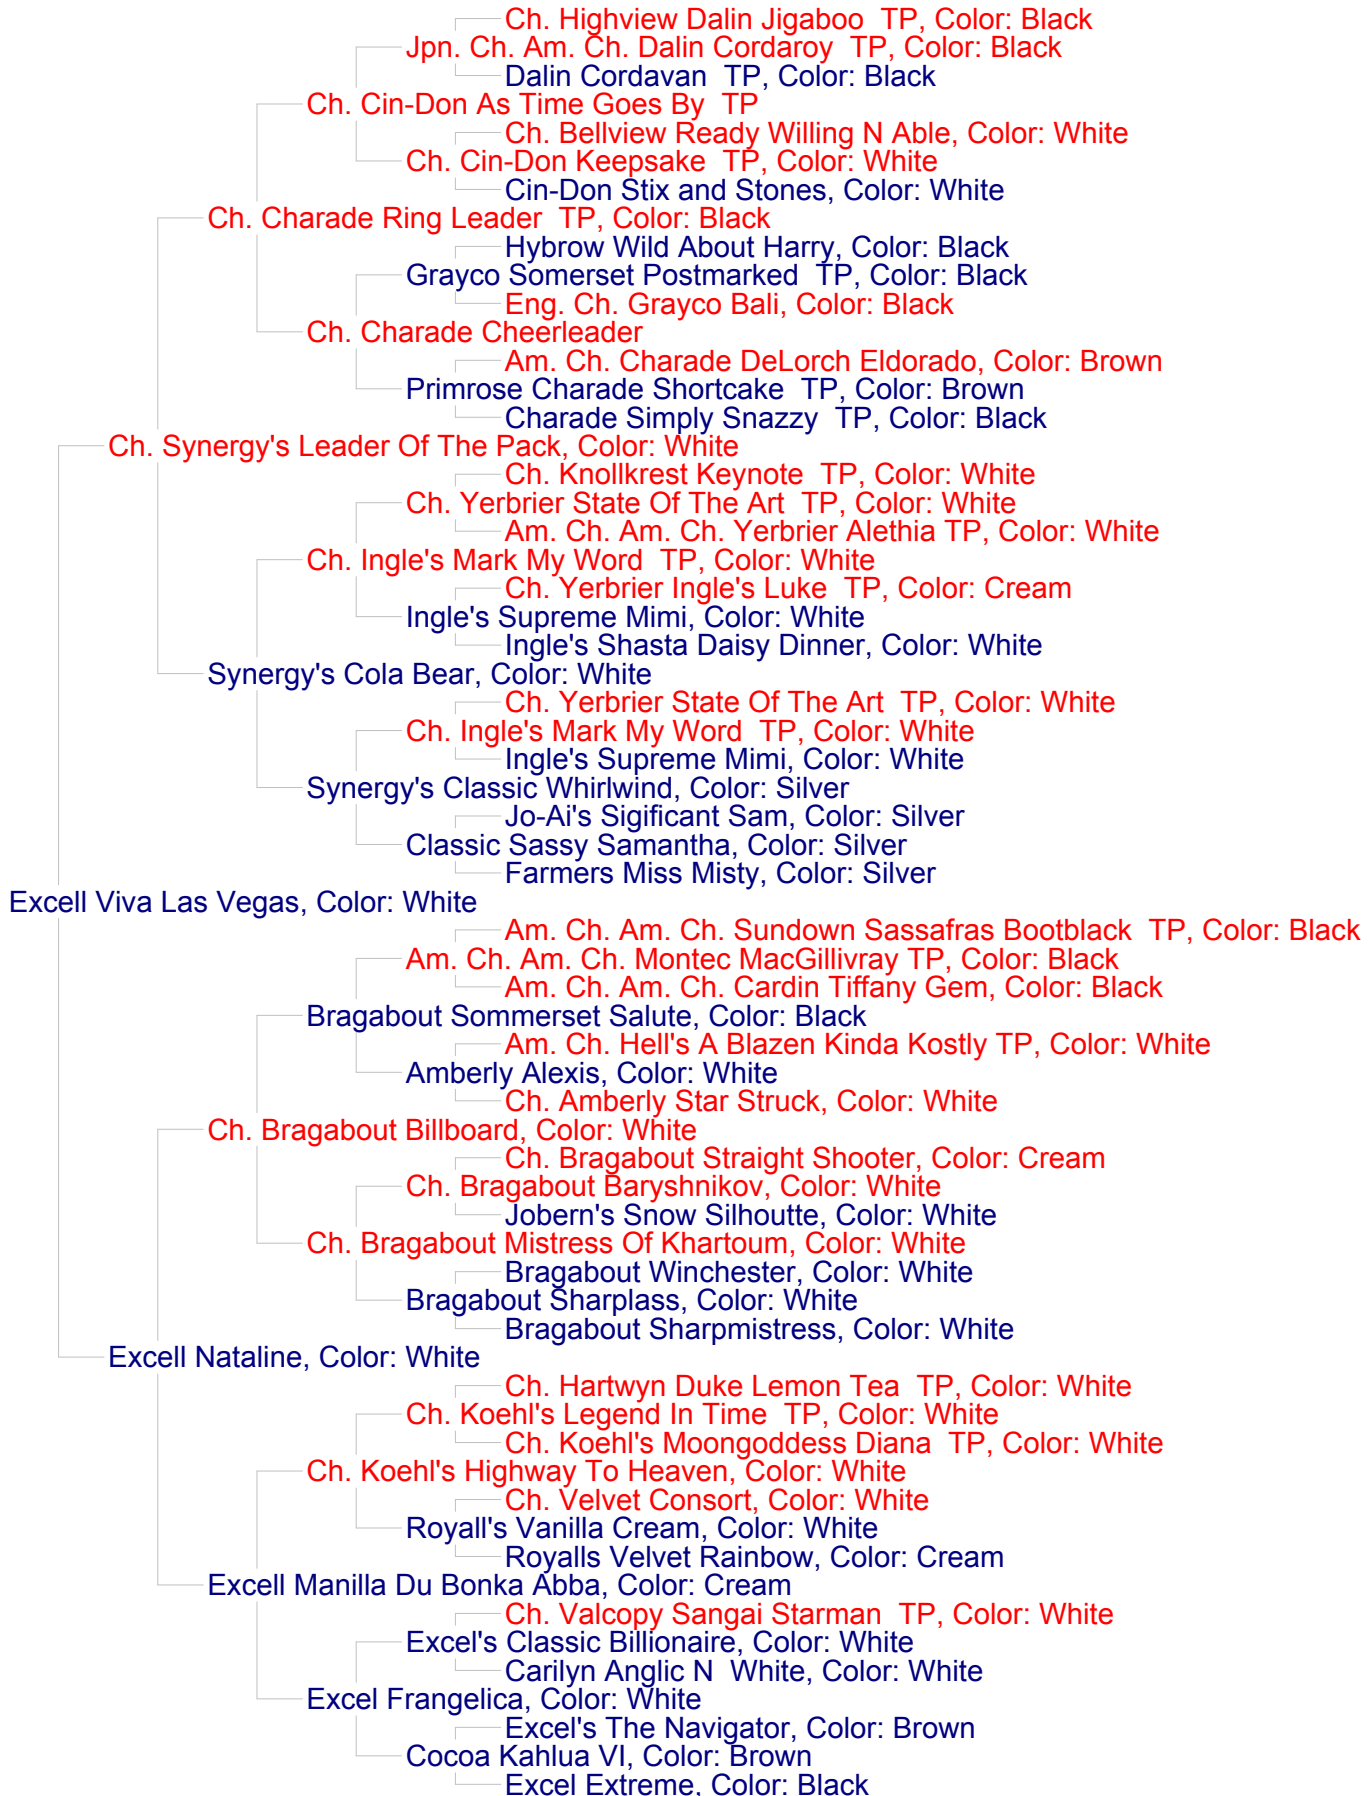 Ch. Highview Dalin Jigaboo  TP, Color: Black
Jpn. Ch. Am. Ch. Dalin Cordaroy  TP, Color: Black
Dalin Cordavan  TP, Color: Black
Ch. Cin-Don As Time Goes By  TP
Ch. Bellview Ready Willing N Able, Color: White
Ch. Cin-Don Keepsake  TP, Color: White
Cin-Don Stix and Stones, Color: White
Ch. Charade Ring Leader  TP, Color: Black
Hybrow Wild About Harry, Color: Black
Grayco Somerset Postmarked  TP, Color: Black
Eng. Ch. Grayco Bali, Color: Black
Ch. Charade Cheerleader
Am. Ch. Charade DeLorch Eldorado, Color: Brown
Primrose Charade Shortcake  TP, Color: Brown
Charade Simply Snazzy  TP, Color: Black
Ch. Synergy's Leader Of The Pack, Color: White
Ch. Knollkrest Keynote  TP, Color: White
Ch. Yerbrier State Of The Art  TP, Color: White
Am. Ch. Am. Ch. Yerbrier Alethia TP, Color: White
Ch. Ingle's Mark My Word  TP, Color: White
Ch. Yerbrier Ingle's Luke  TP, Color: Cream
Ingle's Supreme Mimi, Color: White
Ingle's Shasta Daisy Dinner, Color: White
Synergy's Cola Bear, Color: White
Ch. Yerbrier State Of The Art  TP, Color: White
Ch. Ingle's Mark My Word  TP, Color: White
Ingle's Supreme Mimi, Color: White
Synergy's Classic Whirlwind, Color: Silver
Jo-Ai's Sigificant Sam, Color: Silver
Classic Sassy Samantha, Color: Silver
Farmers Miss Misty, Color: Silver
Excell Viva Las Vegas, Color: White
Am. Ch. Am. Ch. Sundown Sassafras Bootblack  TP, Color: Black
Am. Ch. Am. Ch. Montec MacGillivray TP, Color: Black
Am. Ch. Am. Ch. Cardin Tiffany Gem, Color: Black
Bragabout Sommerset Salute, Color: Black
Am. Ch. Hell's A Blazen Kinda Kostly TP, Color: White
Amberly Alexis, Color: White
Ch. Amberly Star Struck, Color: White
Ch. Bragabout Billboard, Color: White
Ch. Bragabout Straight Shooter, Color: Cream
Ch. Bragabout Baryshnikov, Color: White
Jobern's Snow Silhoutte, Color: White
Ch. Bragabout Mistress Of Khartoum, Color: White
Bragabout Winchester, Color: White
Bragabout Sharplass, Color: White
Bragabout Sharpmistress, Color: White
Excell Nataline, Color: White
Ch. Hartwyn Duke Lemon Tea  TP, Color: White
Ch. Koehl's Legend In Time  TP, Color: White
Ch. Koehl's Moongoddess Diana  TP, Color: White
Ch. Koehl's Highway To Heaven, Color: White
Ch. Velvet Consort, Color: White
Royall's Vanilla Cream, Color: White
Royalls Velvet Rainbow, Color: Cream
Excell Manilla Du Bonka Abba, Color: Cream
Ch. Valcopy Sangai Starman  TP, Color: White
Excel's Classic Billionaire, Color: White
Carilyn Anglic N  White, Color: White
Excel Frangelica, Color: White
Excel's The Navigator, Color: Brown
Cocoa Kahlua VI, Color: Brown
Excel Extreme, Color: Black